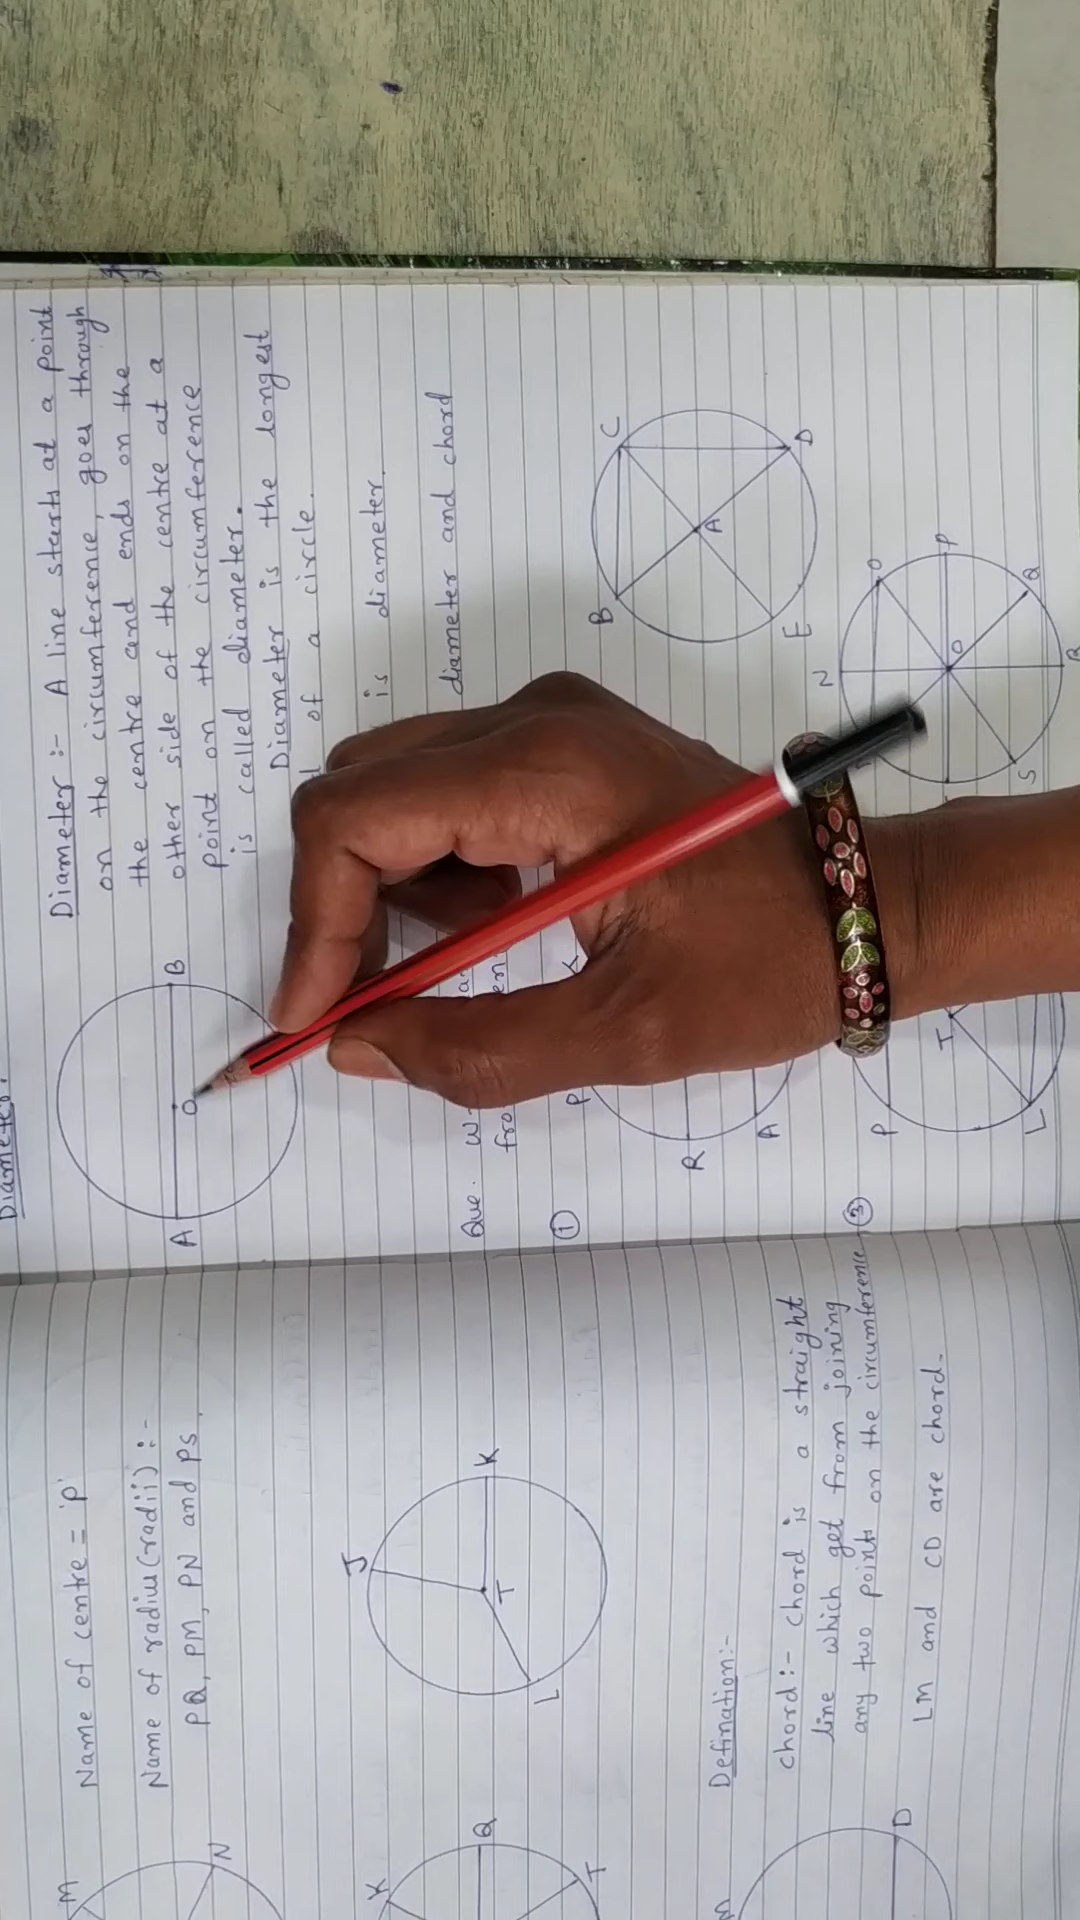 Name of centre = 'P'
Name of radius(radii) :-
PQ, PM, PN and PS.
M
N
J
K
T
L
K
Q
T
Defination:-
chord :- chord is a straight
line which get from joining
any two points on the circumference
LM and CD are chord.
M
D
Diameter:
A
O
B
Diameter :- A line starts at a point
on the circumference, goes through
the centre and ends on the
other side of the centre at a
point on the circumference
is called diameter.
Diameter is the longest
of a circle.
is diameter.
Que.
diameter and chord
①
P
R
A
B
C
A
D
E
③
P
T
L
N
O
P
O
Q
R
S